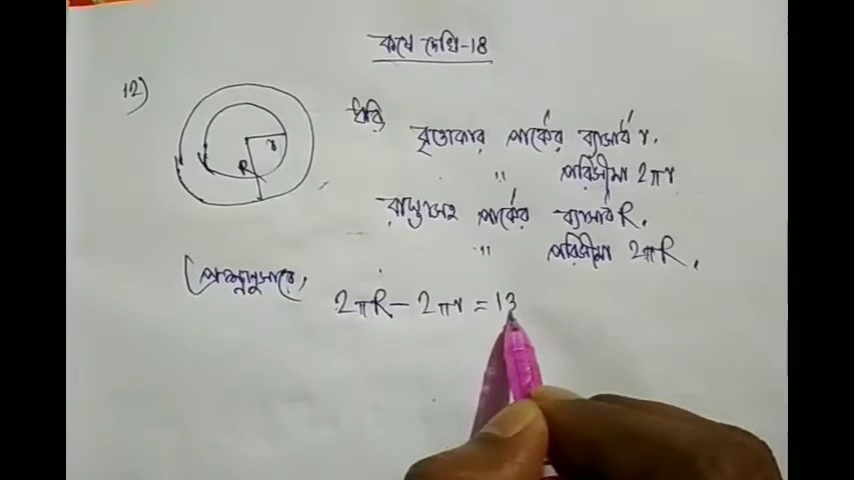 কষে দেখি-18
12)
r
R
ধরি, বৃত্তাকার পার্কের ব্যাসার্ধ r.
" পরিসীমা 2πr
রাস্তাসহ পার্কের ব্যাসার্ধ R.
" পরিসীমা 2πR.
প্রশ্নানুসারে,
2πR - 2πr = 13